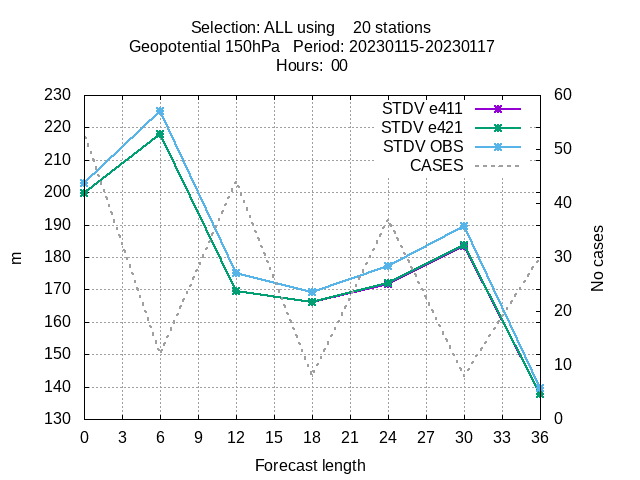 Selection: ALL using    20 stations
Geopotential 150hPa   Period: 20230115-20230117
Hours:  00
230
220
210
200
190
180
170
160
150
140
130
m
STDV e411
STDV e421
STDV OBS
CASES
60
50
40
30
20
10
0
No cases
0 3 6 9 12 15 18 21 24 27 30 33 36
Forecast length